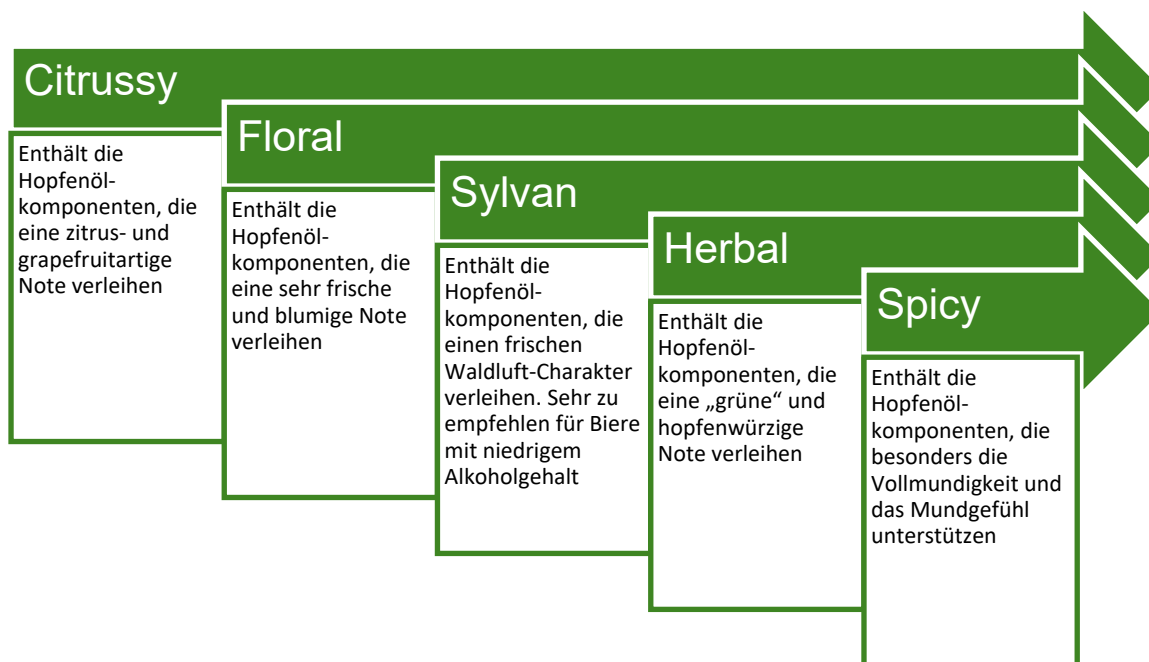 Citrussy
Enthält die
Hopfenöl-
komponenten, die
eine zitrus- und
grapefruitartige
Note verleihen
Floral
Enthält die
Hopfenöl-
komponenten, die
eine sehr frische
und blumige Note
verleihen
Sylvan
Enthält die
Hopfenöl-
komponenten, die
einen frischen
Waldluft-Charakter
verleihen. Sehr zu
empfehlen für Biere
mit niedrigem
Alkoholgehalt
Herbal
Enthält die
Hopfenöl-
komponenten, die
eine „grüne“ und
hopfenwürzige
Note verleihen
Spicy
Enthält die
Hopfenöl-
komponenten, die
besonders die
Vollmundigkeit und
das Mundgefühl
unterstützen